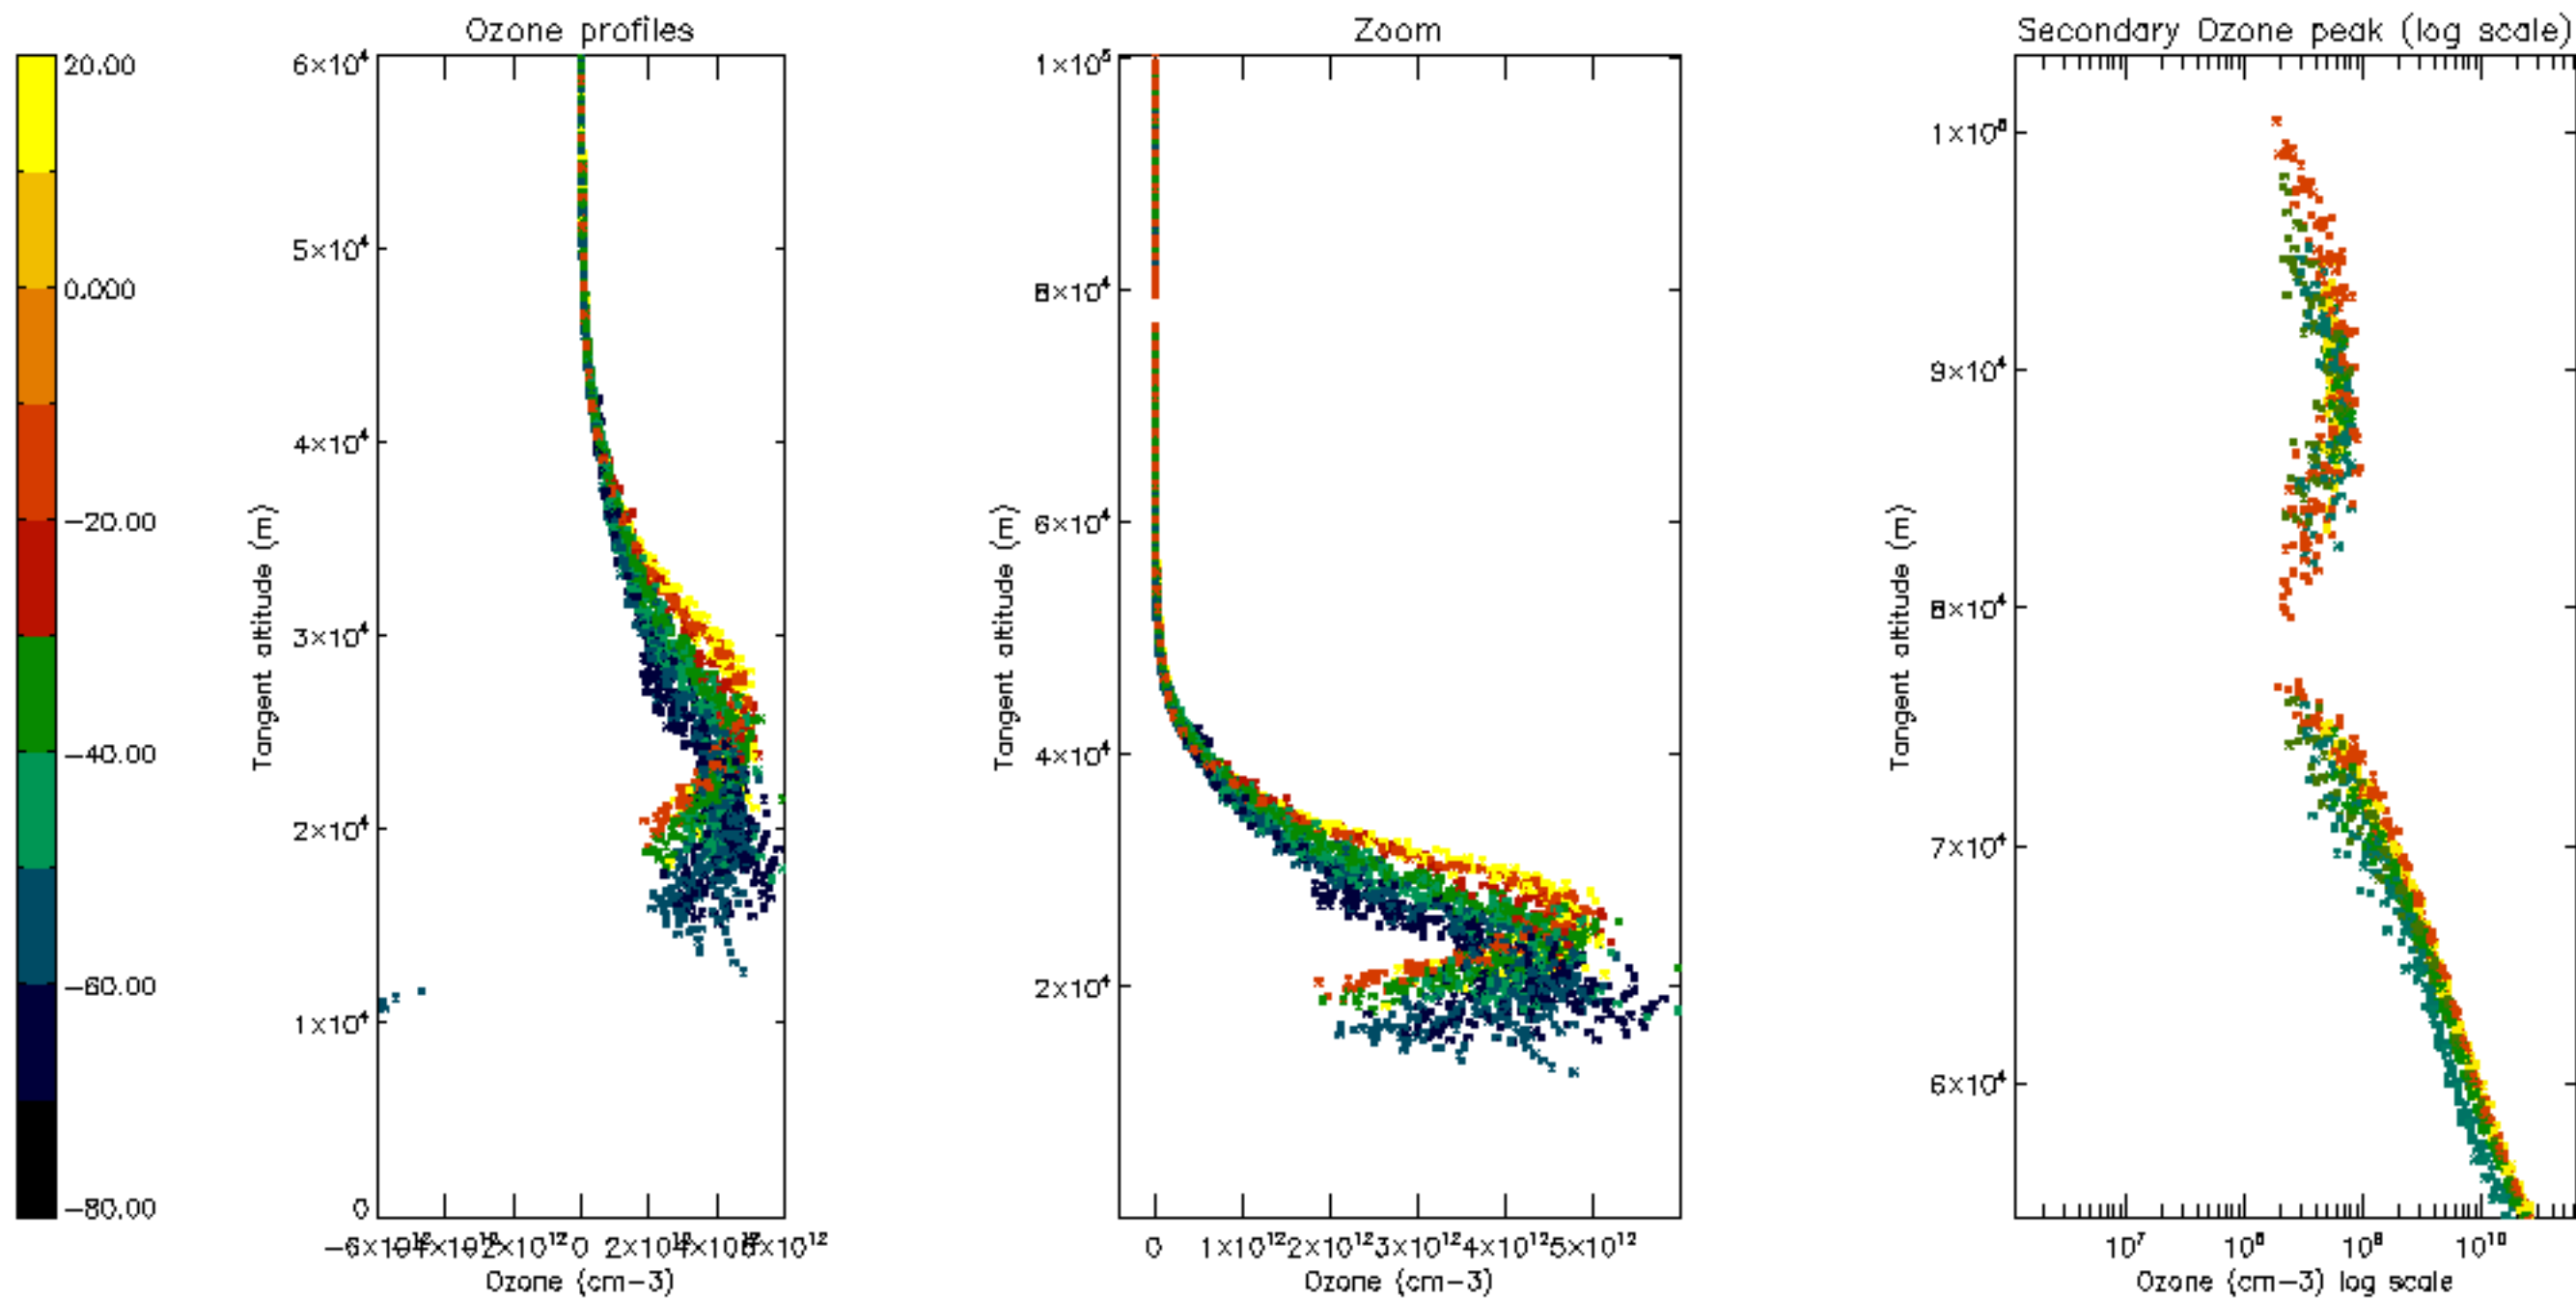 Ozone profiles
Zoom
Secondary Ozone peak (log scale)
20.00
0.000
−20.00
−40.00
−60.00
−80.00
6×10⁴
5×10⁴
4×10⁴
3×10⁴
2×10⁴
1×10⁴
0
Tangent altitude (m)
0 2×10¹²
Ozone (cm−3)
1×10⁵
8×10⁴
6×10⁴
4×10⁴
2×10⁴
Tangent altitude (m)
0 1×10¹² 2×10¹² 3×10¹² 4×10¹² 5×10¹²
Ozone (cm−3)
9×10⁴
8×10⁴
7×10⁴
6×10⁴
Tangent altitude (m)
10⁷ 10⁸ 10⁹ 10¹⁰
Ozone (cm−3) log scale